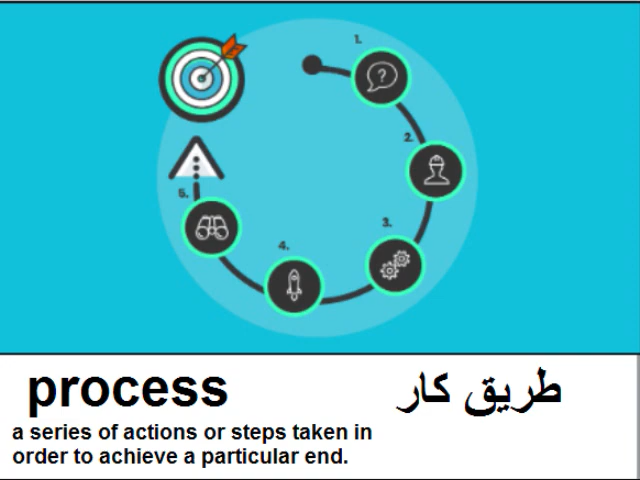 1.
2.
3.
4.
5.
?
process
طریق کار
a series of actions or steps taken in
order to achieve a particular end.